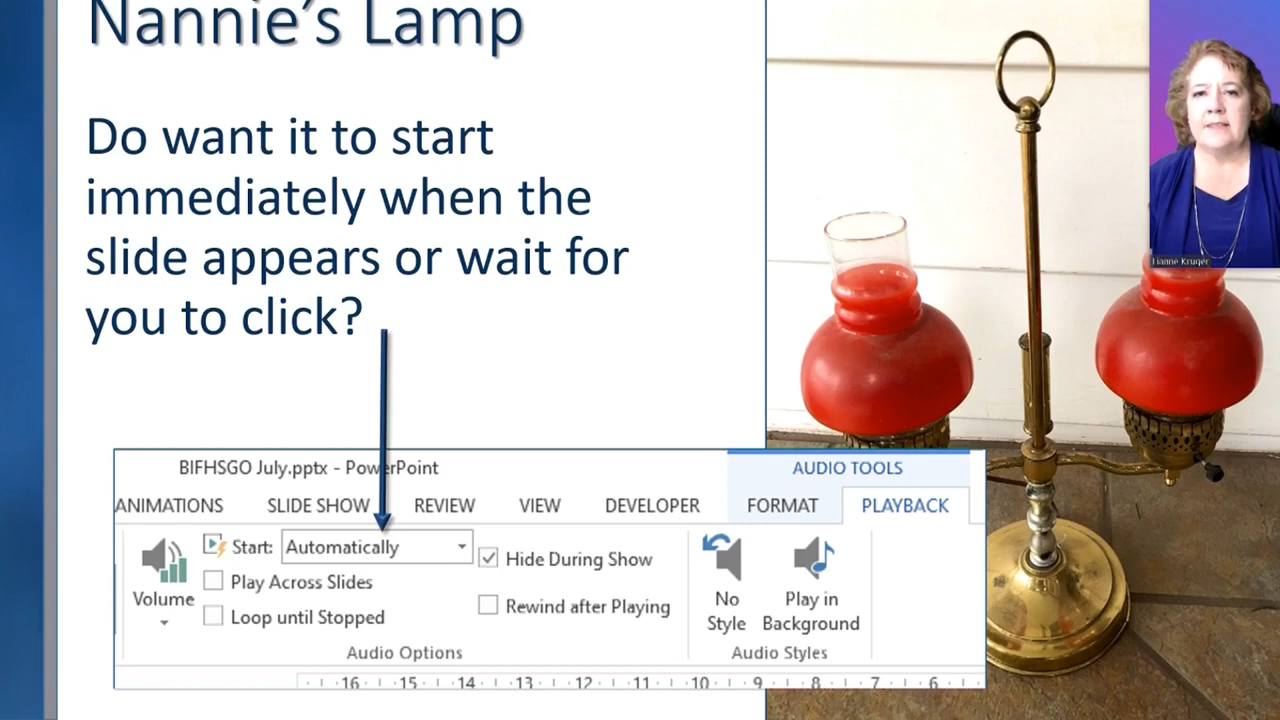 Nannie's Lamp
Do want it to start
immediately when the
slide appears or wait for
you to click?
Lianne Kruger
BIFHSGO July.pptx - PowerPoint
AUDIO TOOLS
ANIMATIONS SLIDE SHOW REVIEW VIEW DEVELOPER FORMAT PLAYBACK
Start: Automatically
Hide During Show
Play Across Slides
Rewind after Playing
Loop until Stopped
Volume
No
Style
Play in
Background
Audio Options
Audio Styles
16 15 14 13 12 11 10 9 8 7 6